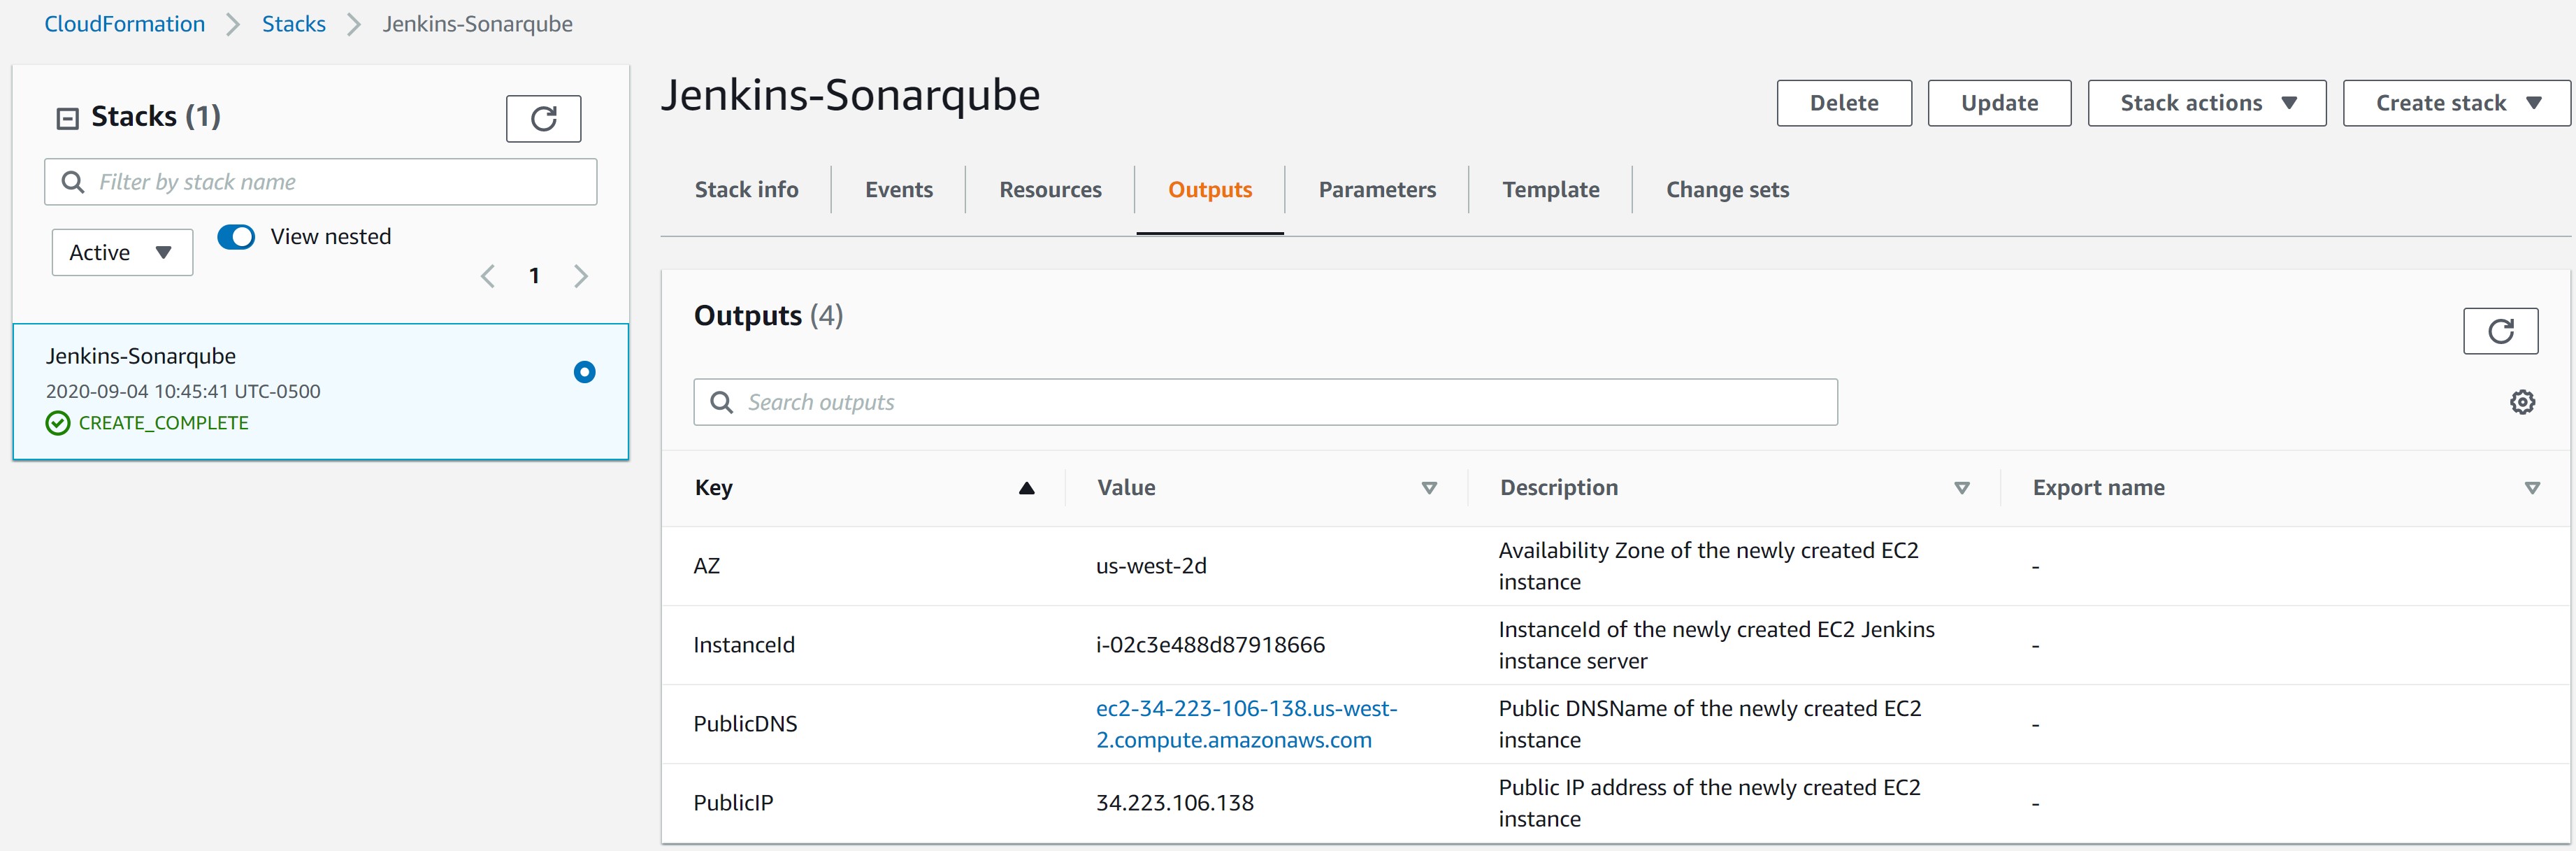 CloudFormation > Stacks > Jenkins-Sonarqube
Stacks (1)
Filter by stack name
Active
View nested
1
Jenkins-Sonarqube
2020-09-04 10:45:41 UTC-0500
CREATE_COMPLETE
Jenkins-Sonarqube
Delete
Update
Stack actions
Create stack
Stack info
Events
Resources
Outputs
Parameters
Template
Change sets
Outputs (4)
Search outputs
Key
Value
Description
Export name
AZ
us-west-2d
Availability Zone of the newly created EC2
instance
-
InstanceId
i-02c3e488d87918666
InstanceId of the newly created EC2 Jenkins
instance server
-
PublicDNS
ec2-34-223-106-138.us-west-
2.compute.amazonaws.com
Public DNSName of the newly created EC2
instance
-
PublicIP
34.223.106.138
Public IP address of the newly created EC2
instance
-